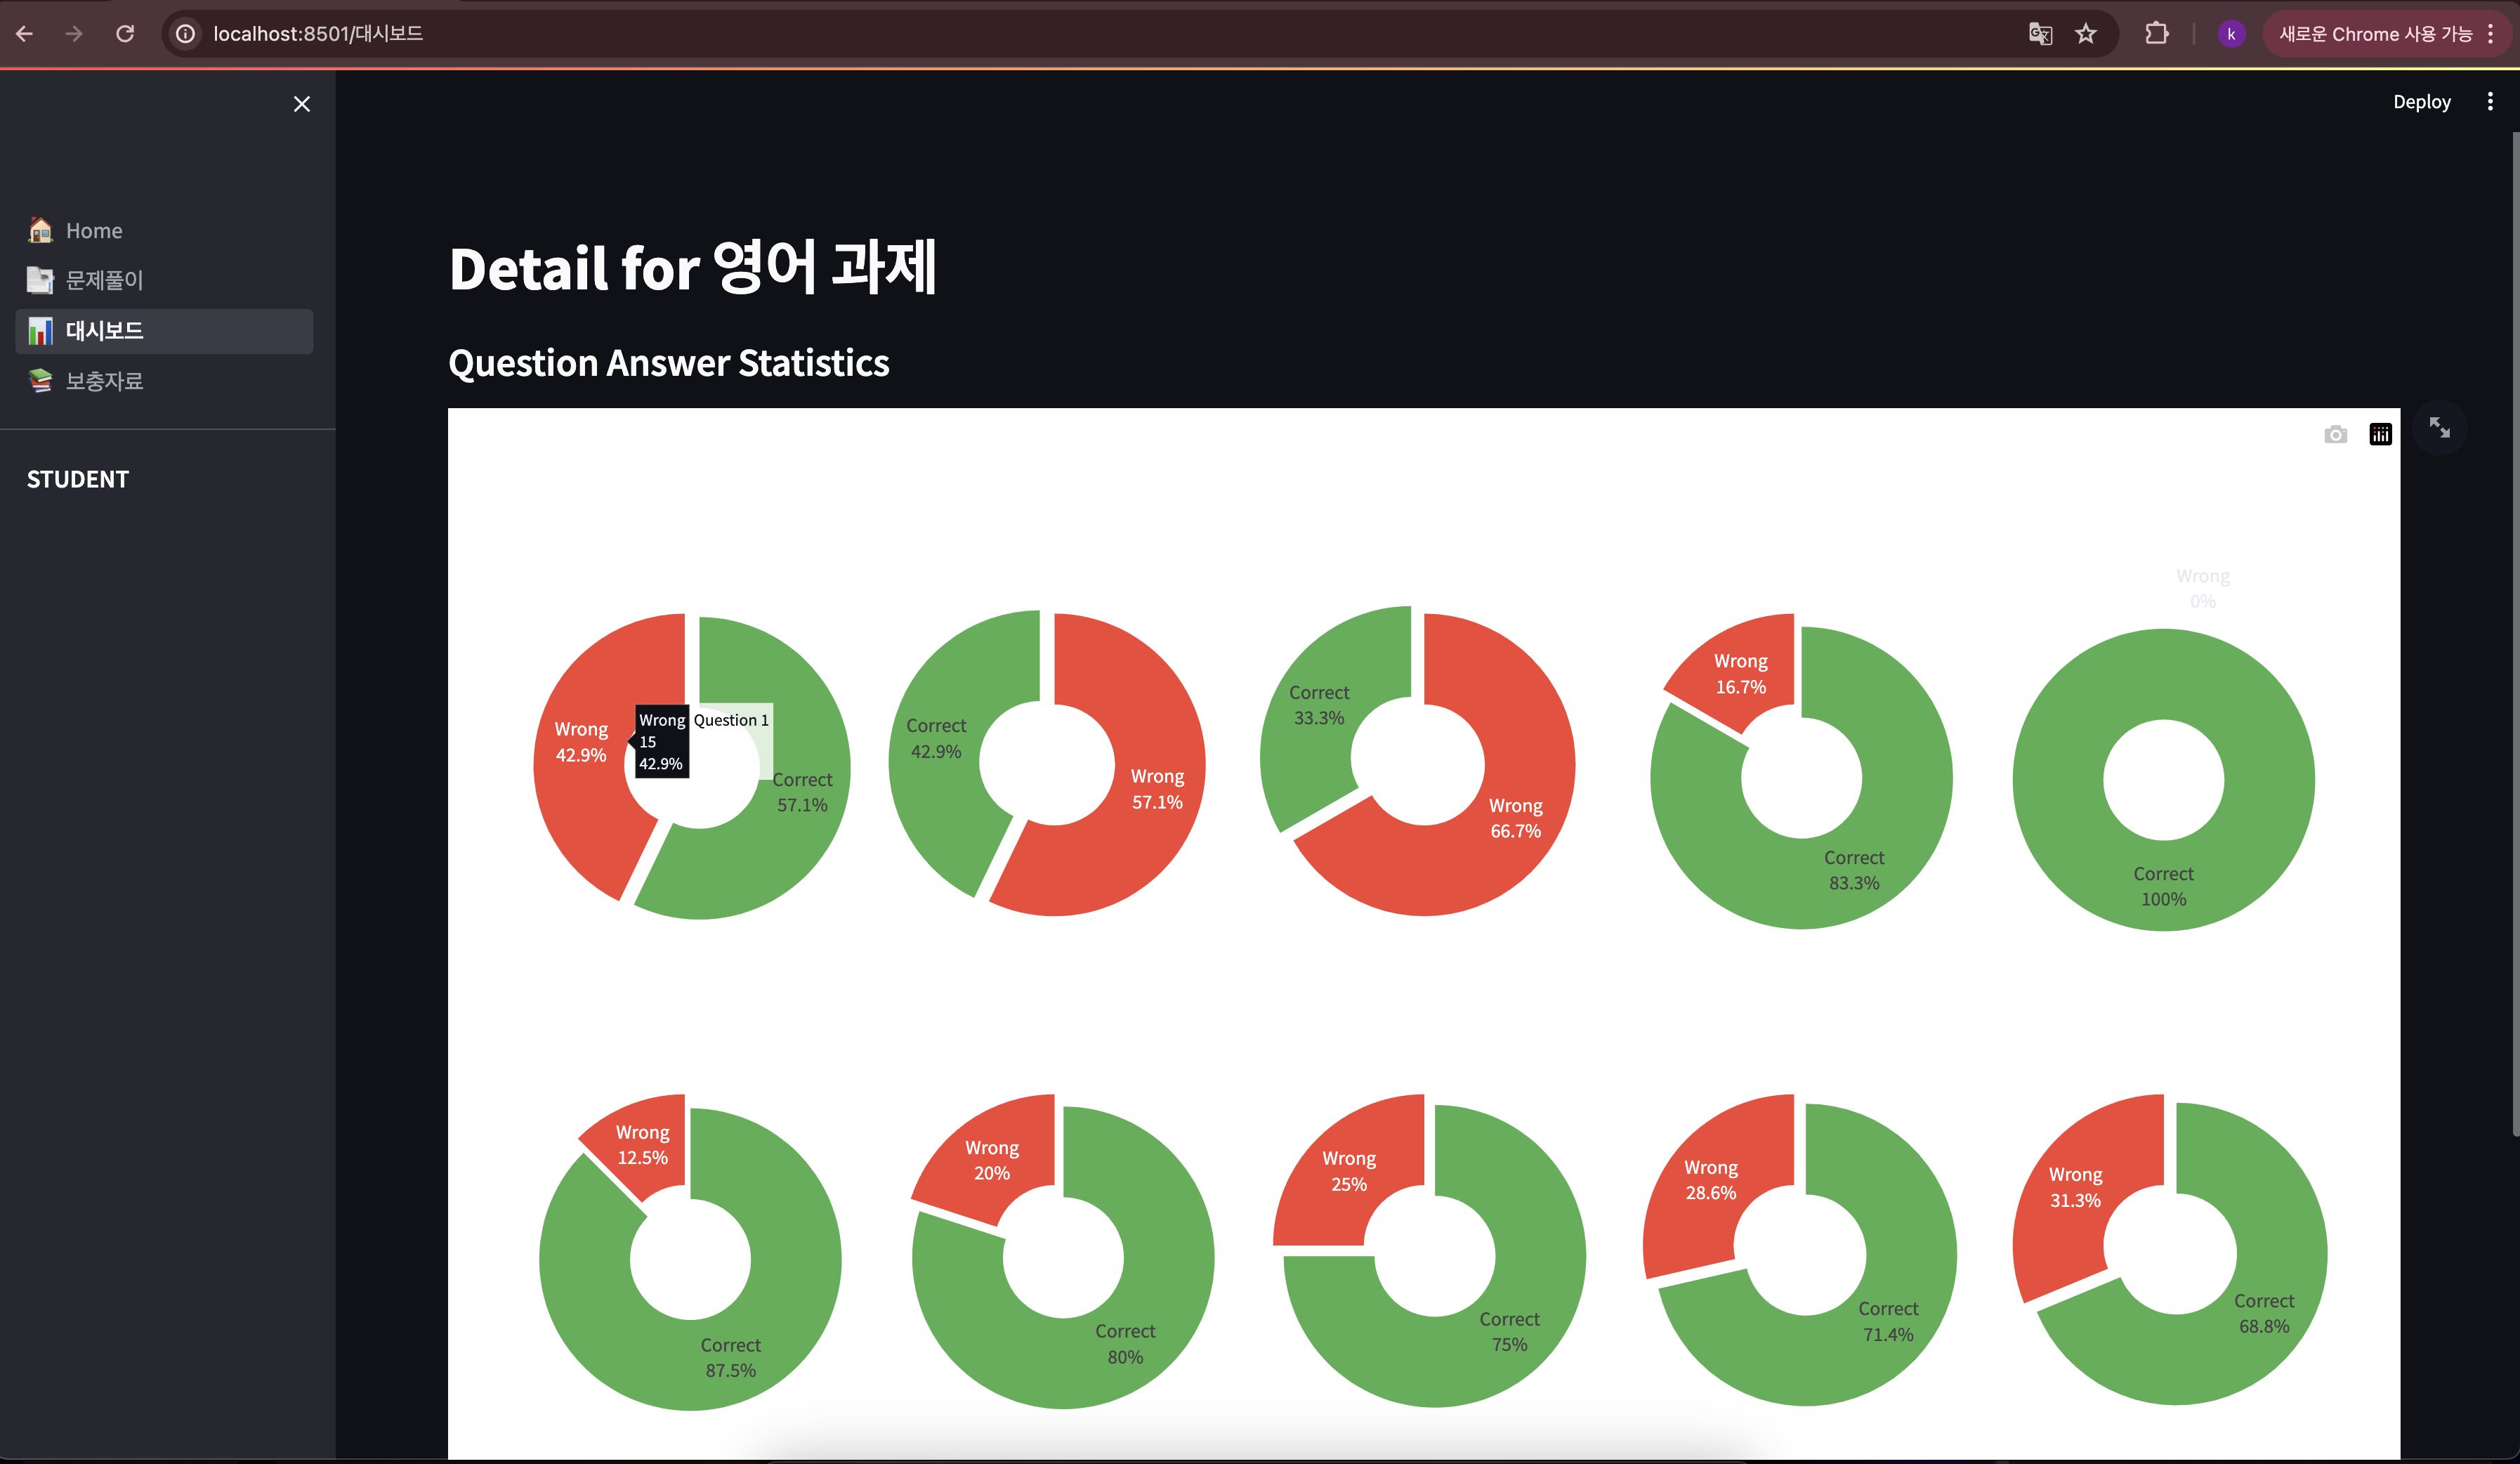 localhost:8501/대시보드
k
새로운 Chrome 사용 가능
Deploy
Home
문제풀이
대시보드
보충자료
STUDENT
Detail for 영어 과제
Question Answer Statistics
Wrong
42.9%
Wrong
15
42.9%
Question 1
Correct
57.1%
Correct
42.9%
Wrong
57.1%
Correct
33.3%
Wrong
66.7%
Wrong
16.7%
Correct
83.3%
Wrong
0%
Correct
100%
Wrong
12.5%
Correct
87.5%
Wrong
20%
Correct
80%
Wrong
25%
Correct
75%
Wrong
28.6%
Correct
71.4%
Wrong
31.3%
Correct
68.8%